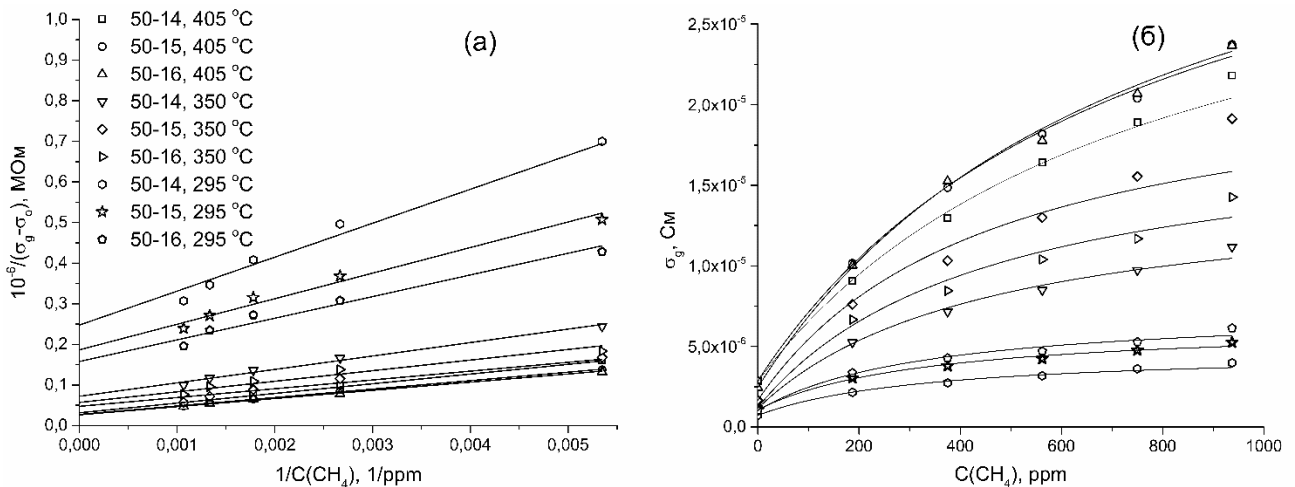 (а)
1,0
0,9
0,8
0,7
0,6
0,5
0,4
0,3
0,2
0,1
0,0
10⁻⁶/(σg-σo), МОм
50-14, 405 °C
50-15, 405 °C
50-16, 405 °C
50-14, 350 °C
50-15, 350 °C
50-16, 350 °C
50-14, 295 °C
50-15, 295 °C
50-16, 295 °C
0,000 0,001 0,002 0,003 0,004 0,005
1/C(CH₄), 1/ppm
(б)
2,5x10⁻⁵
2,0x10⁻⁵
1,5x10⁻⁵
1,0x10⁻⁵
5,0x10⁻⁶
0,0
σg, См
0 200 400 600 800 1000
C(CH₄), ppm